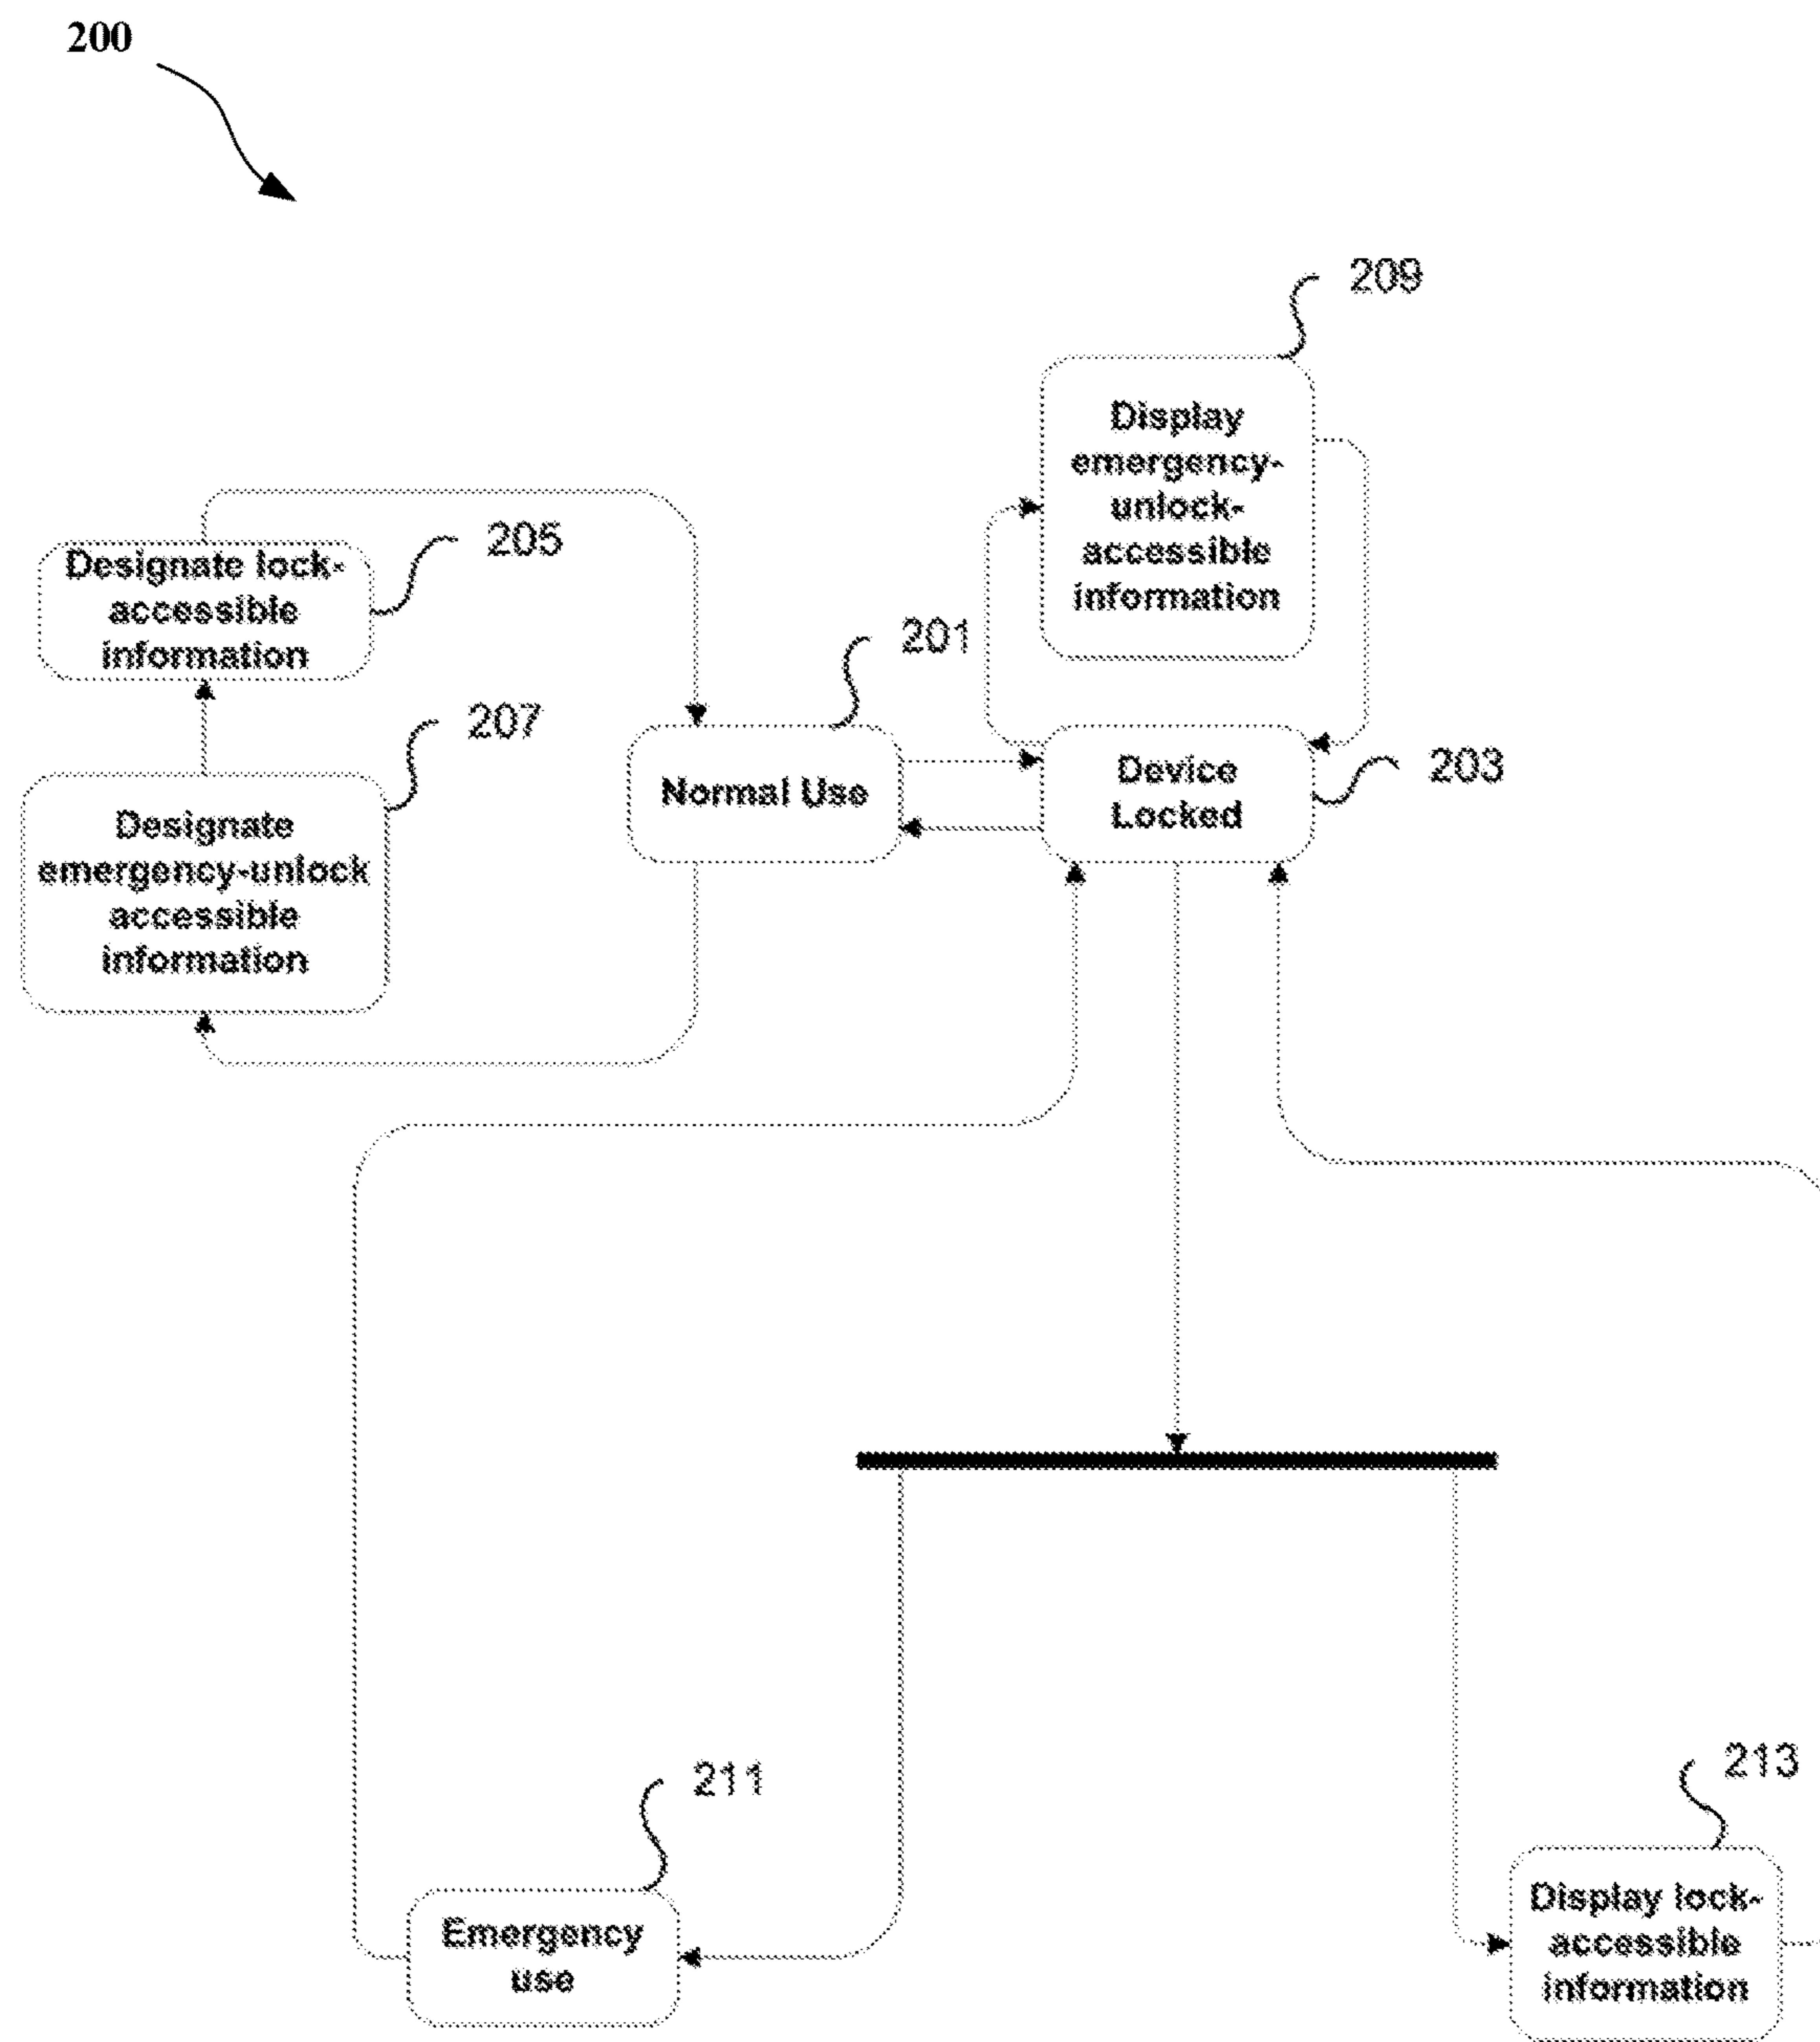 200
209
Display
emergency-
unlock-
accessible
information
205
Designate lock-
accessible
information
201
Normal Use
207
Designate
emergency-unlock
accessible
information
203
Device
Locked
211
Emergency
use
213
Display lock-
accessible
information